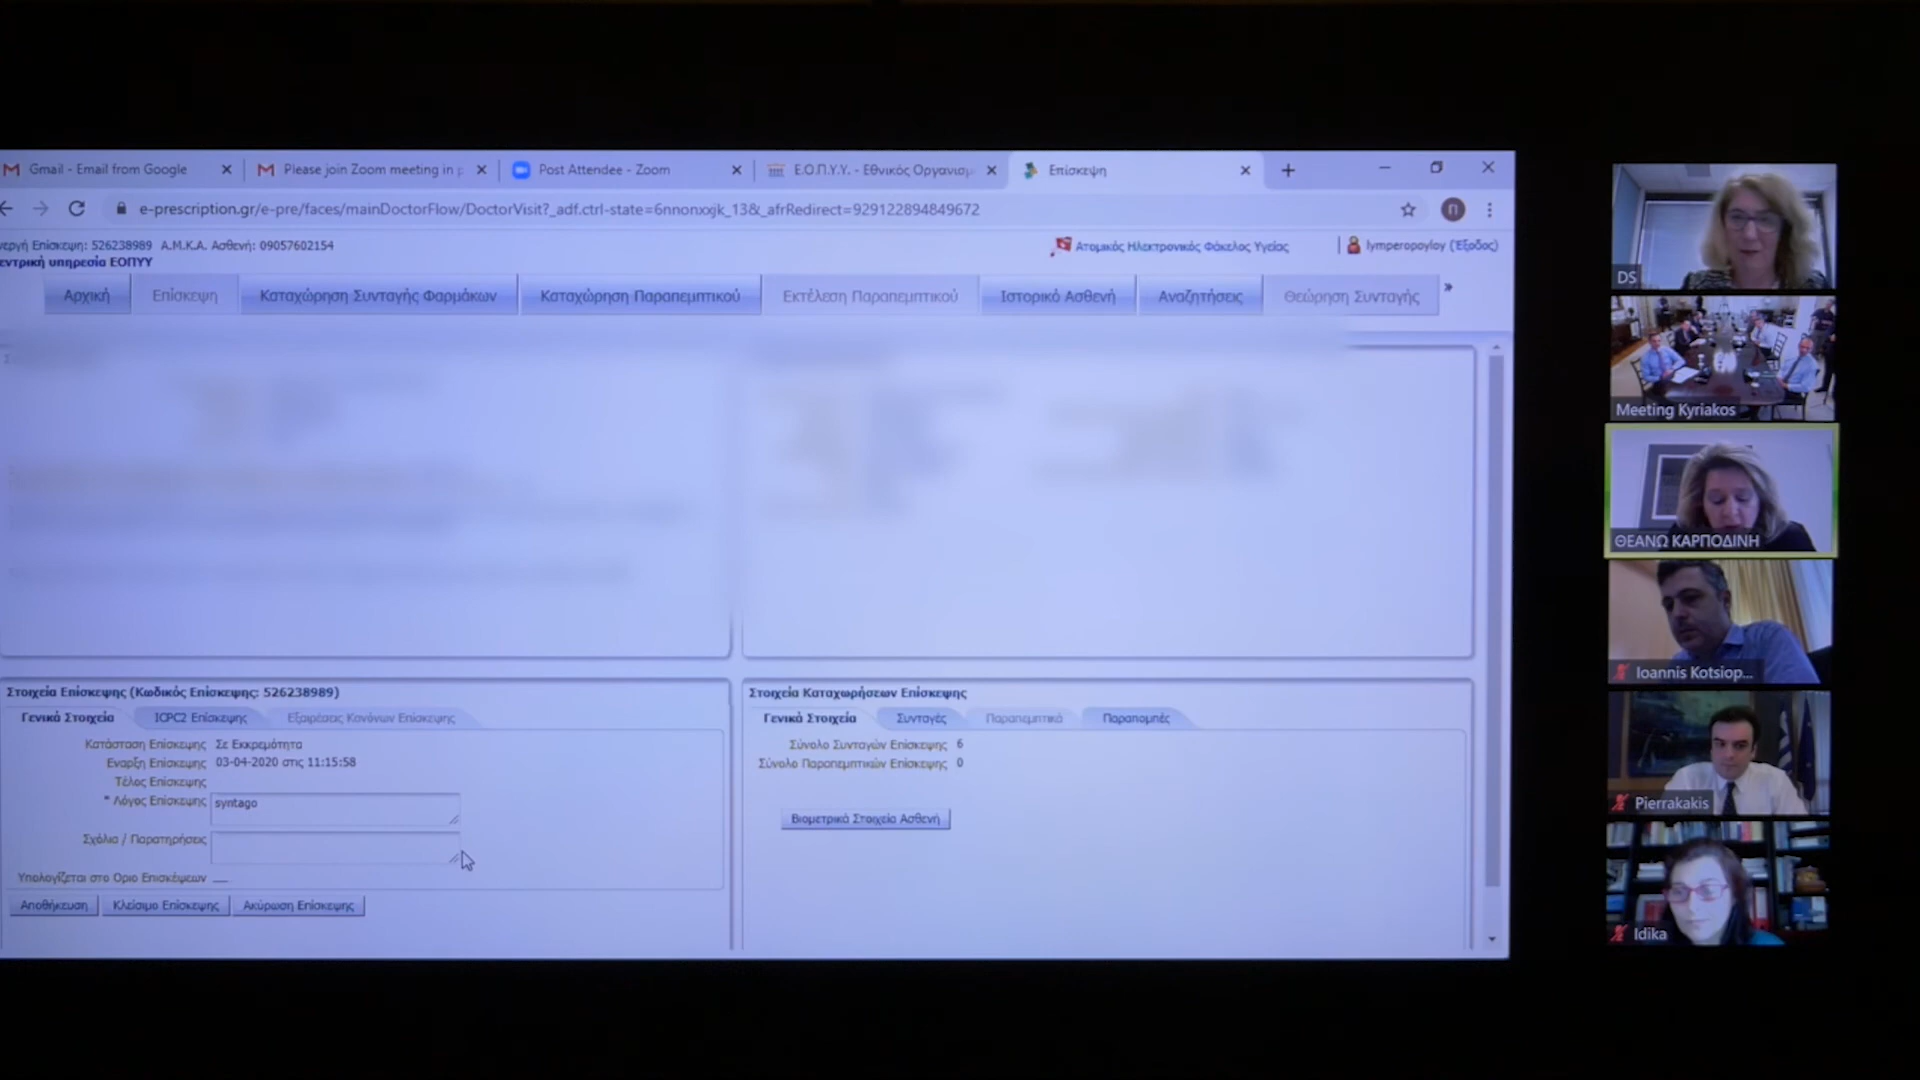 Gmail - Email from Google
Please join Zoom meeting in p
Post Attendee - Zoom
Ε.Ο.Π.Υ.Υ. - Εθνικός Οργανισμ
Επίσκεψη
e-prescription.gr/e-pre/faces/mainDoctorFlow/DoctorVisit?_adf.ctrl-state=6nnonxxjk_13&_afrRedirect=929122894849672
νεργή Επίσκεψη: 526238989 Α.Μ.Κ.Α. Ασθενή: 09057602154
Ατομικός Ηλεκτρονικός Φάκελος Υγείας
lymperopoyloy (Έξοδος)
εντρική υπηρεσία ΕΟΠΥΥ
Αρχική
Επίσκεψη
Καταχώρηση Συνταγής Φαρμάκων
Καταχώρηση Παραπεμπτικού
Εκτέλεση Παραπεμπτικού
Ιστορικό Ασθενή
Αναζητήσεις
Θεώρηση Συνταγής
»
Στοιχεία Επίσκεψης (Κωδικός Επίσκεψης: 526238989)
Γενικά Στοιχεία
ICPC2 Επίσκεψης
Εξαιρέσεις Κανόνων Επίσκεψης
Κατάσταση Επίσκεψης Σε Εκκρεμότητα
Εναρξη Επίσκεψης 03-04-2020 στις 11:15:58
Τέλος Επίσκεψης
* Λόγος Επίσκεψης syntago
Σχόλια / Παρατηρήσεις
Υπολογίζεται στο Οριο Επισκέψεων
Αποθήκευση
Κλείσιμο Επίσκεψης
Ακύρωση Επίσκεψης
Στοιχεία Καταχωρήσεων Επίσκεψης
Γενικά Στοιχεία
Συνταγές
Παραπεμπτικά
Παραπομπές
Σύνολο Συνταγών Επίσκεψης 6
Σύνολο Παραπεμπτικών Επίσκεψης 0
Βιομετρικά Στοιχεία Ασθενή
DS
Meeting Kyriakos
ΘΕΑΝΩ ΚΑΡΠΟΔΙΝΗ
Ioannis Kotsiop...
Pierrakakis
Idika